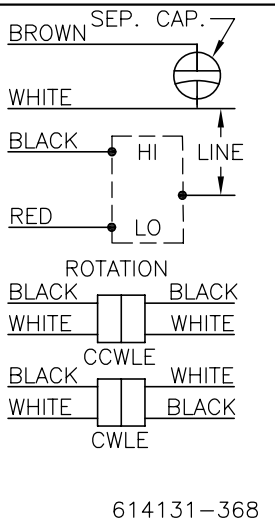 SEP. CAP.
BROWN
WHITE
BLACK HI LINE
RED LO
ROTATION
BLACK BLACK
WHITE WHITE
CCWLE
BLACK WHITE
WHITE BLACK
CWLE
614131-368